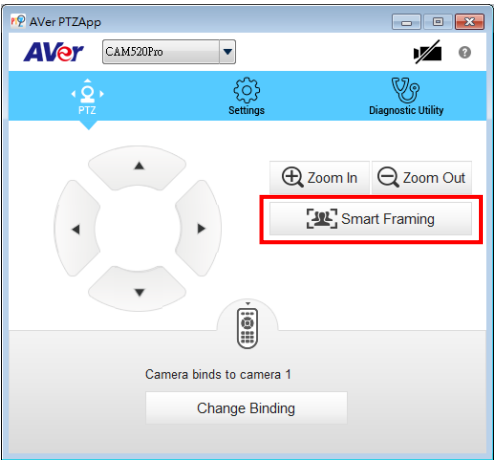 AVer PTZApp
AVer
CAM520Pro
?
PTZ
Settings
Diagnostic Utility
Zoom In
Zoom Out
Smart Framing
Camera binds to camera 1
Change Binding